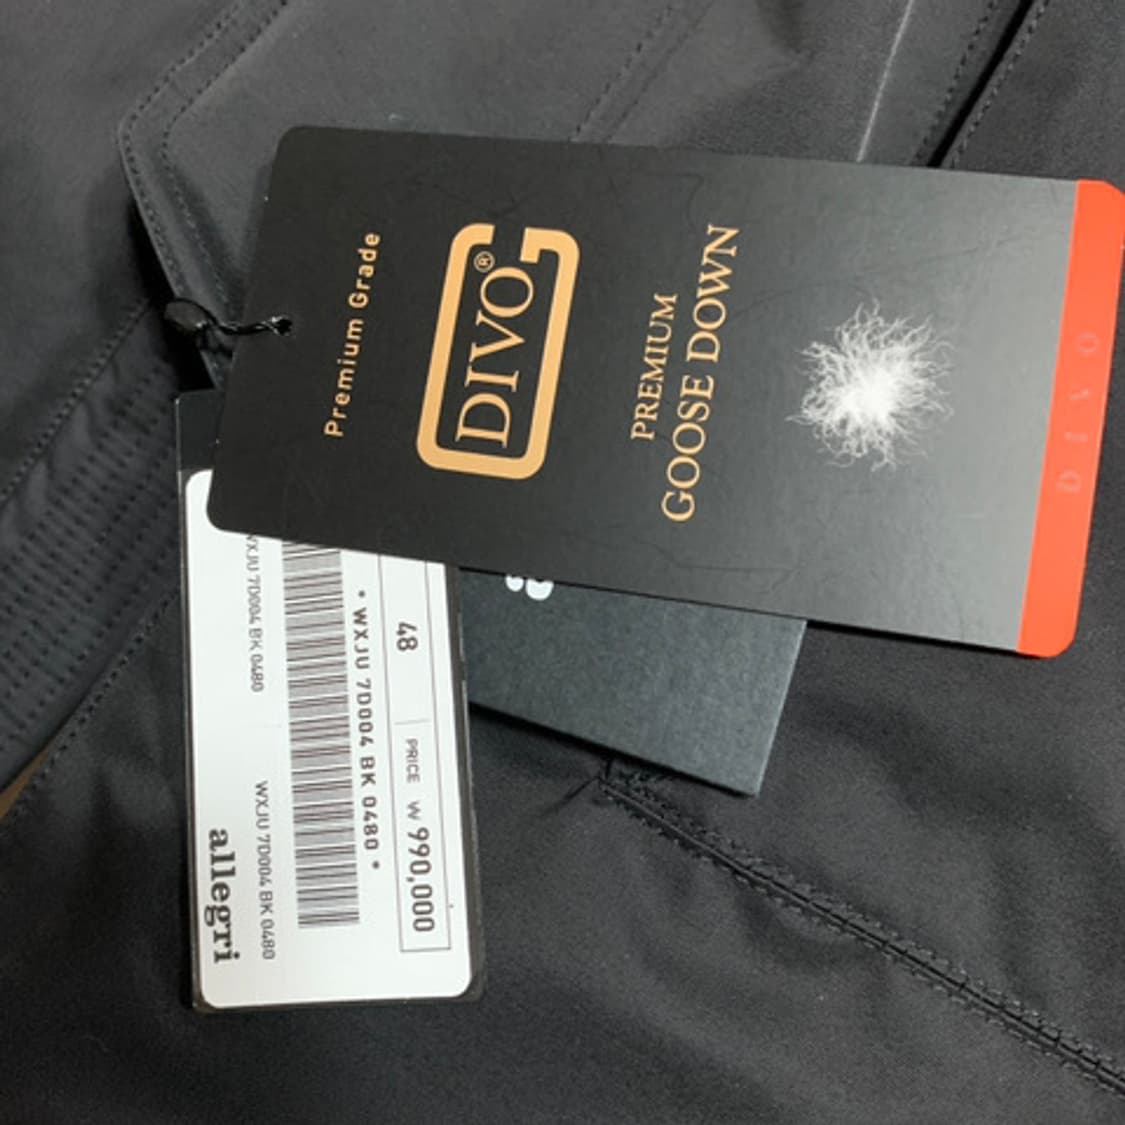 Premium Grade
DIVO®
PREMIUM
GOOSE DOWN
DIVO
48
PRICE ₩ 990,000
* WXJU 7D004 BK 0480 *
WXJU 7D004 BK 0480
WXJU 7D004 BK 0480
allegri